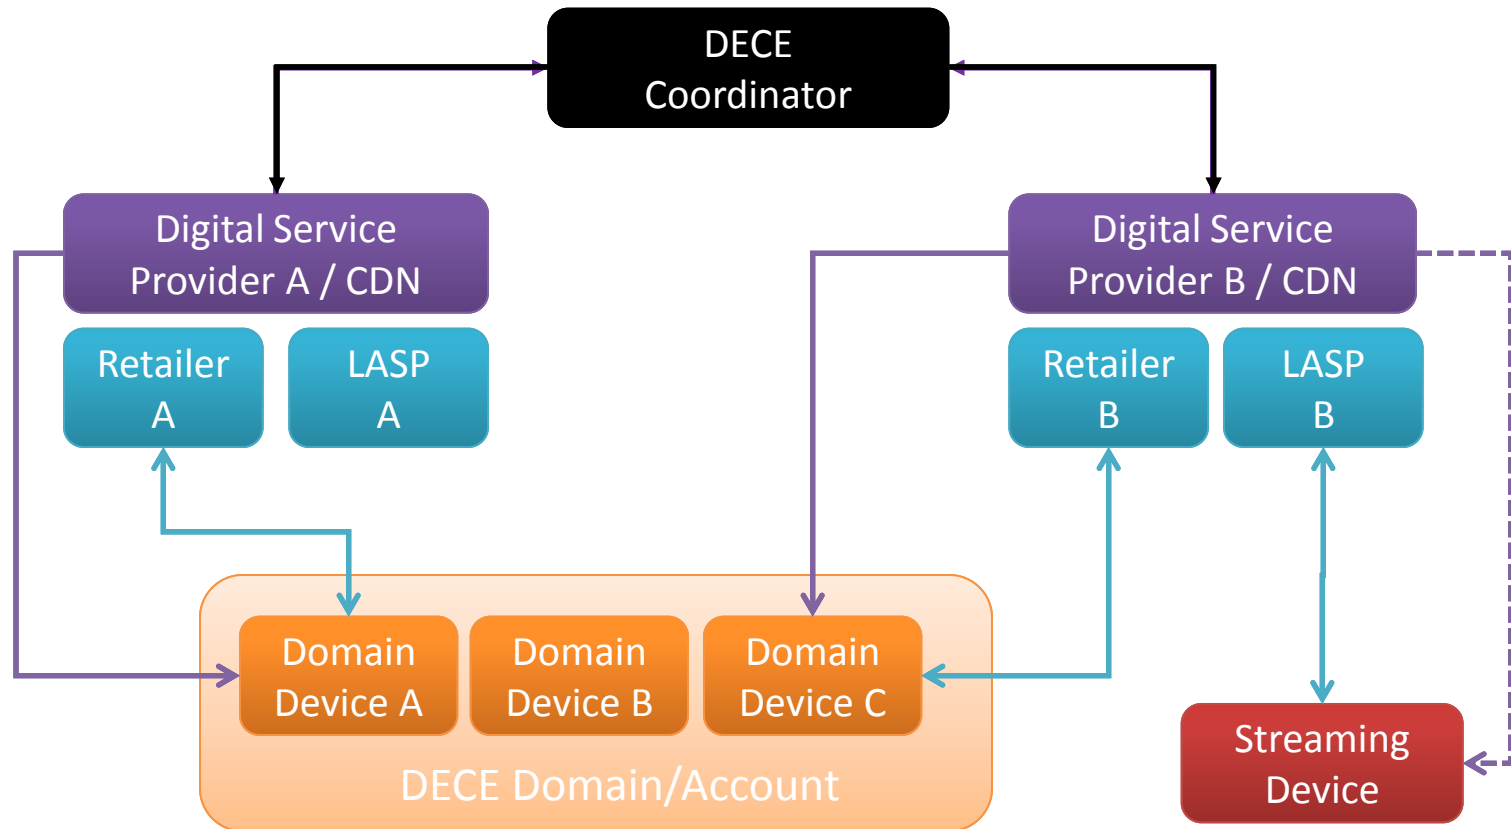 DECE
Coordinator
Digital Service
Provider A / CDN
Digital Service
Provider B / CDN
Retailer
A
LASP
A
Retailer
B
LASP
B
Domain
Device A
Domain
Device B
Domain
Device C
DECE Domain/Account
Streaming
Device